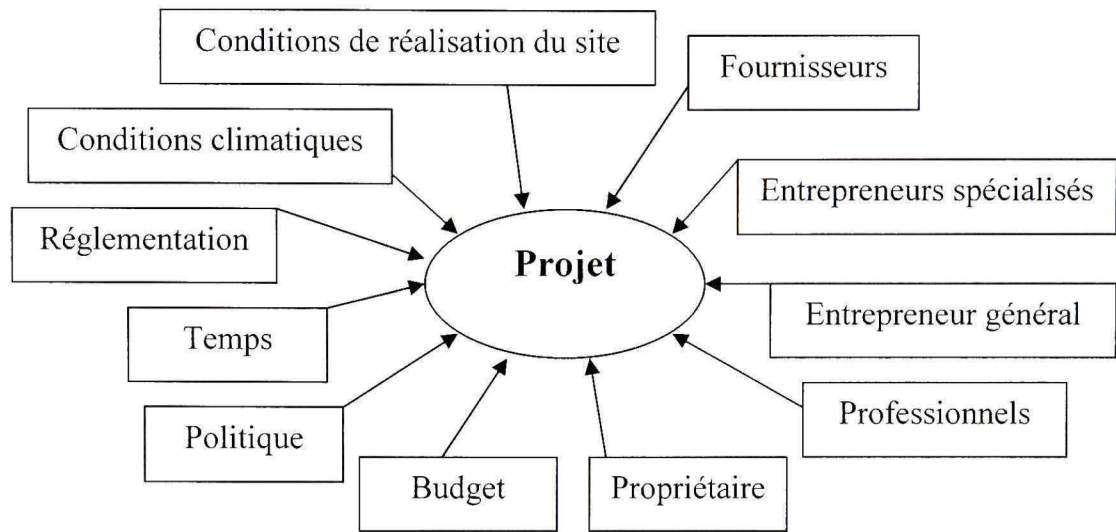 Conditions de réalisation du site
Fournisseurs
Conditions climatiques
Entrepreneurs spécialisés
Réglementation
Projet
Temps
Entrepreneur général
Politique
Professionnels
Budget
Propriétaire